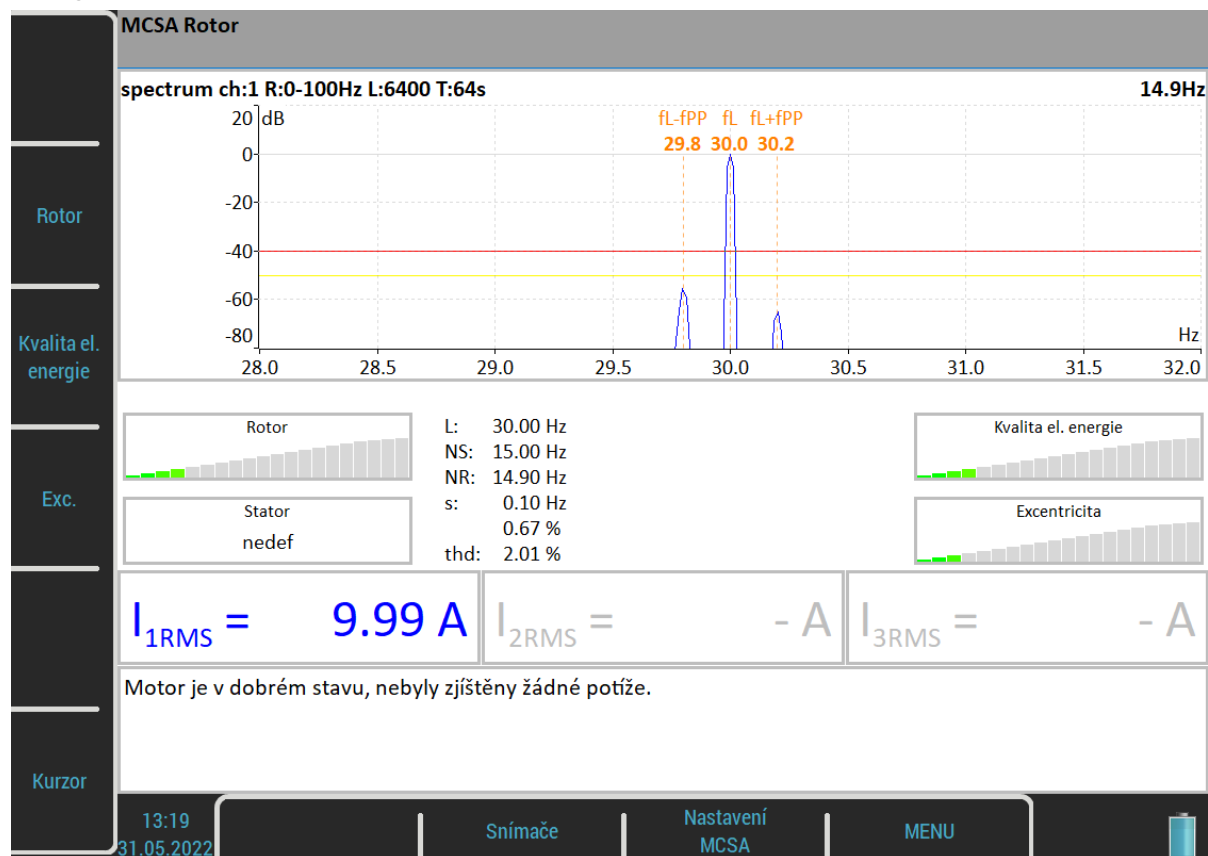 MCSA Rotor
spectrum ch:1 R:0-100Hz L:6400 T:64s 14.9Hz
20 dB
fL-fPP fL fL+fPP
29.8 30.0 30.2
0
-20
-40
-60
-80
Hz
28.0 28.5 29.0 29.5 30.0 30.5 31.0 31.5 32.0
Rotor
Kvalita el.
energie
Exc.
Kurzor
Rotor
Stator
nedef
L: 30.00 Hz
NS: 15.00 Hz
NR: 14.90 Hz
s: 0.10 Hz
0.67 %
thd: 2.01 %
Kvalita el. energie
Excentricita
I1RMS = 9.99 A
I2RMS = - A
I3RMS = - A
Motor je v dobrém stavu, nebyly zjištěny žádné potíže.
13:19
31.05.2022
Snímače
Nastavení
MCSA
MENU